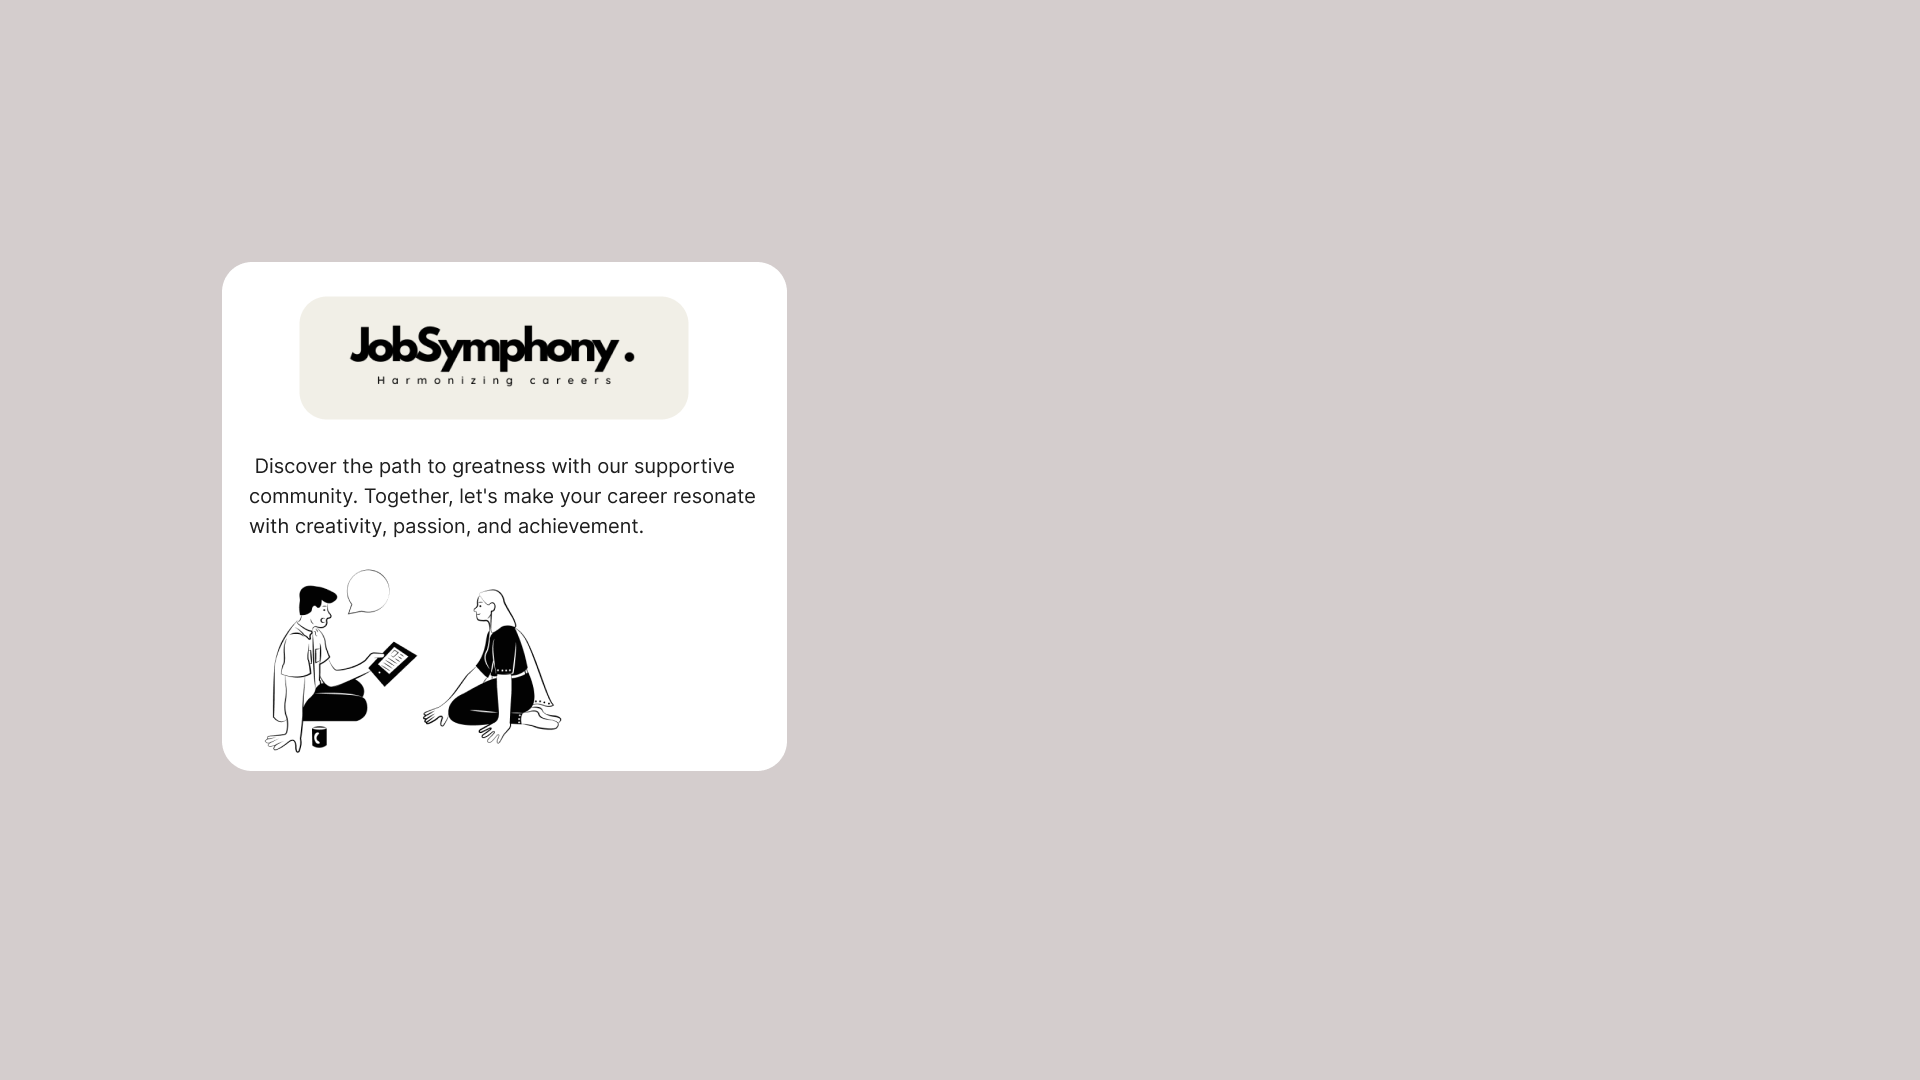 JobSymphony.
Harmonizing careers
Discover the path to greatness with our supportive
community. Together, let's make your career resonate
with creativity, passion, and achievement.